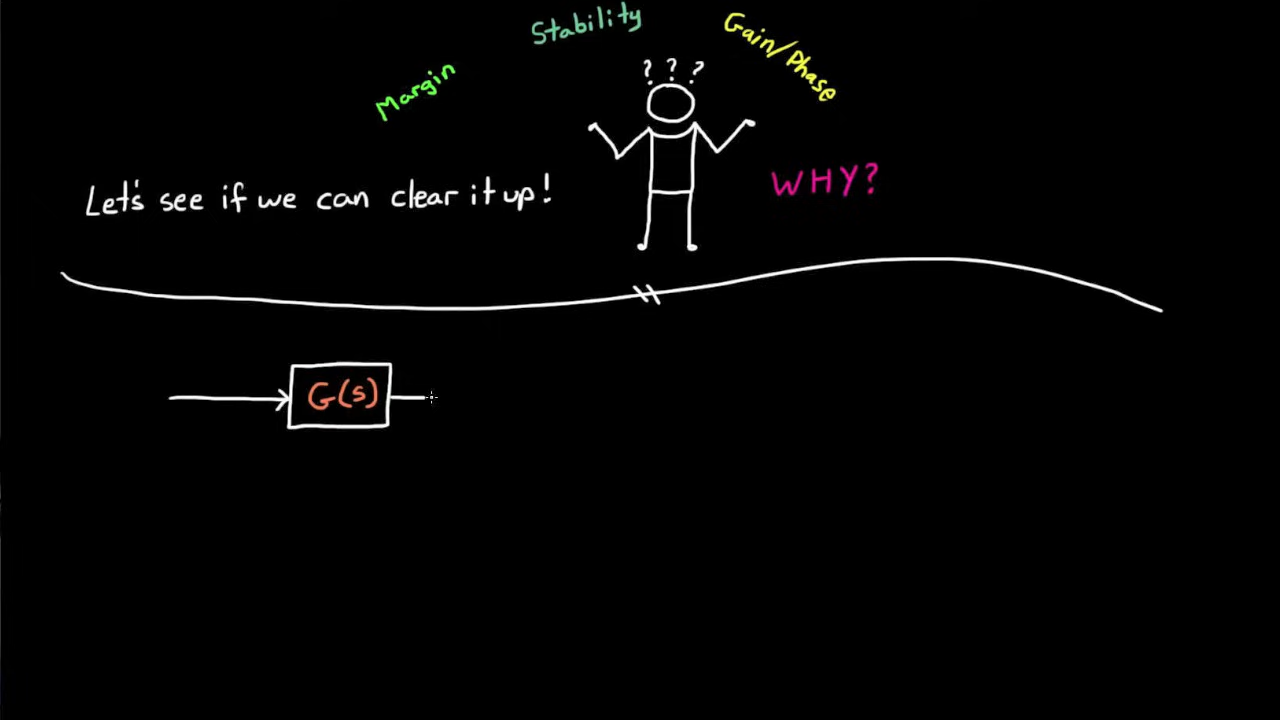 Stability
Gain/Phase
Margin
? ? ?
WHY?
Let's see if we can clear it up!
G(s)